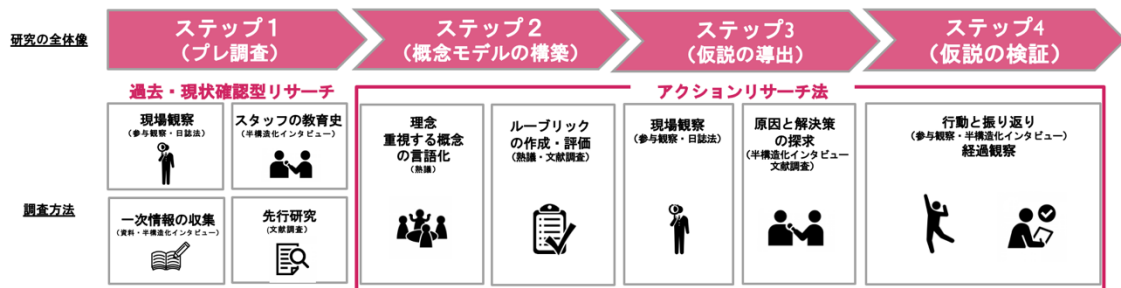 研究の全体像
ステップ1
(プレ調査)
ステップ2
(概念モデルの構築)
ステップ3
(仮説の導出)
ステップ4
(仮説の検証)
過去・現状確認型リサーチ
アクションリサーチ法
調査方法
現場観察
(参与観察・日誌法)
スタッフの教育史
(半構造化インタビュー)
一次情報の収集
(資料・半構造化インタビュー)
先行研究
(文献調査)
理念
重視する概念
の言語化
(熟議)
ルーブリック
の作成・評価
(熟議・文献調査)
現場観察
(参与観察・日誌法)
原因と解決策
の探求
(半構造化インタビュー
文献調査)
行動と振り返り
(参与観察・半構造化インタビュー)
経過観察